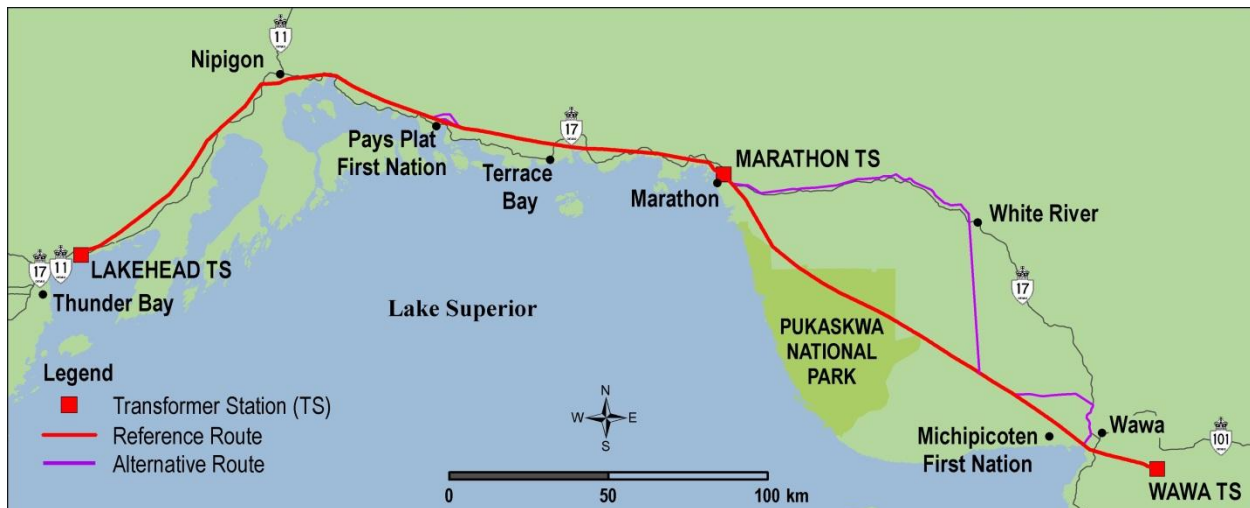 11
Nipigon
Pays Plat
First Nation
17
Terrace
Bay
MARATHON TS
Marathon
White River
17
11
LAKEHEAD TS
Thunder Bay
Lake Superior
17
PUKASKWA
NATIONAL
PARK
Legend
Transformer Station (TS)
Reference Route
Alternative Route
N
W
E
S
Michipicoten
First Nation
Wawa
101
WAWA TS
0
50
100 km